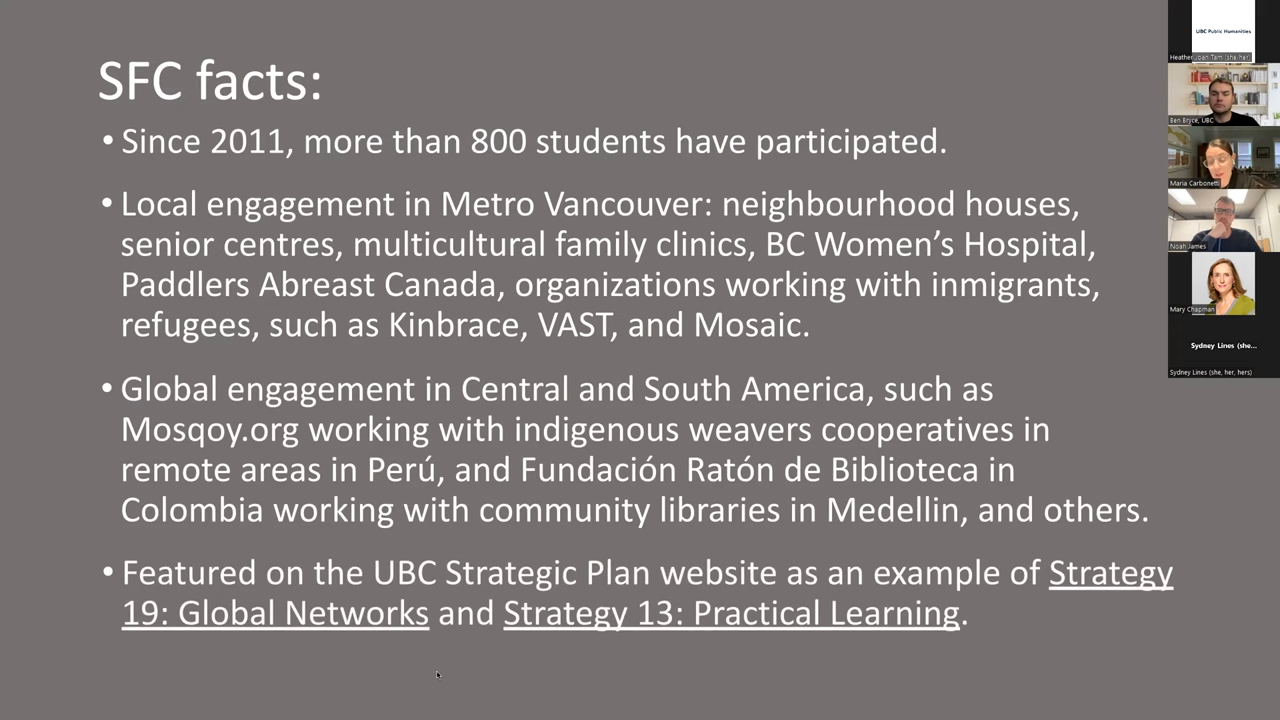 SFC facts:
• Since 2011, more than 800 students have participated.
• Local engagement in Metro Vancouver: neighbourhood houses,
senior centres, multicultural family clinics, BC Women’s Hospital,
Paddlers Abreast Canada, organizations working with inmigrants,
refugees, such as Kinbrace, VAST, and Mosaic.
• Global engagement in Central and South America, such as
Mosqoy.org working with indigenous weavers cooperatives in
remote areas in Perú, and Fundación Ratón de Biblioteca in
Colombia working with community libraries in Medellin, and others.
• Featured on the UBC Strategic Plan website as an example of Strategy
19: Global Networks and Strategy 13: Practical Learning.
UBC Public Humanities
Heather Joan Tam (she/her)
Ben Bryce, UBC
Maria Carbonetti
Noah James
Mary Chapman
Sydney Lines (she...
Sydney Lines (she, her, hers)